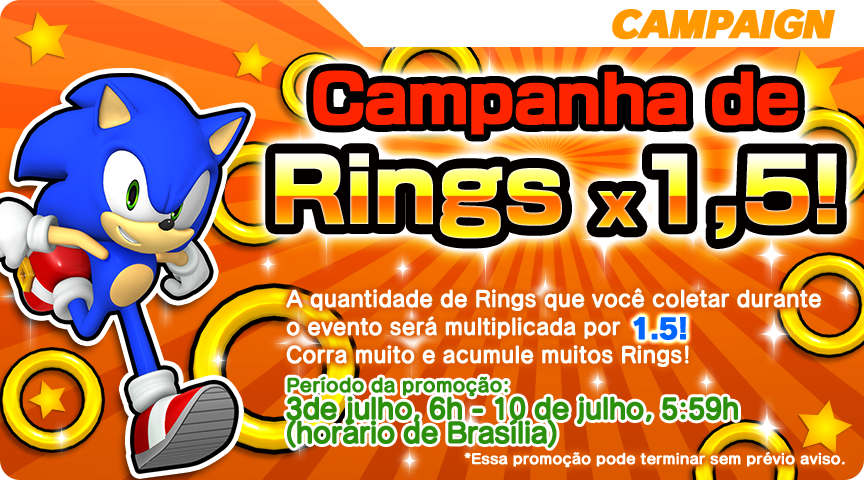 CAMPAIGN
Campanha de
Rings x1,5!
A quantidade de Rings que você coletar durante
o evento será multiplicada por 1.5!
Corra muito e acumule muitos Rings!
Período da promoção:
3de julho, 6h - 10 de julho, 5:59h
(horário de Brasília)
*Essa promoção pode terminar sem prévio aviso.